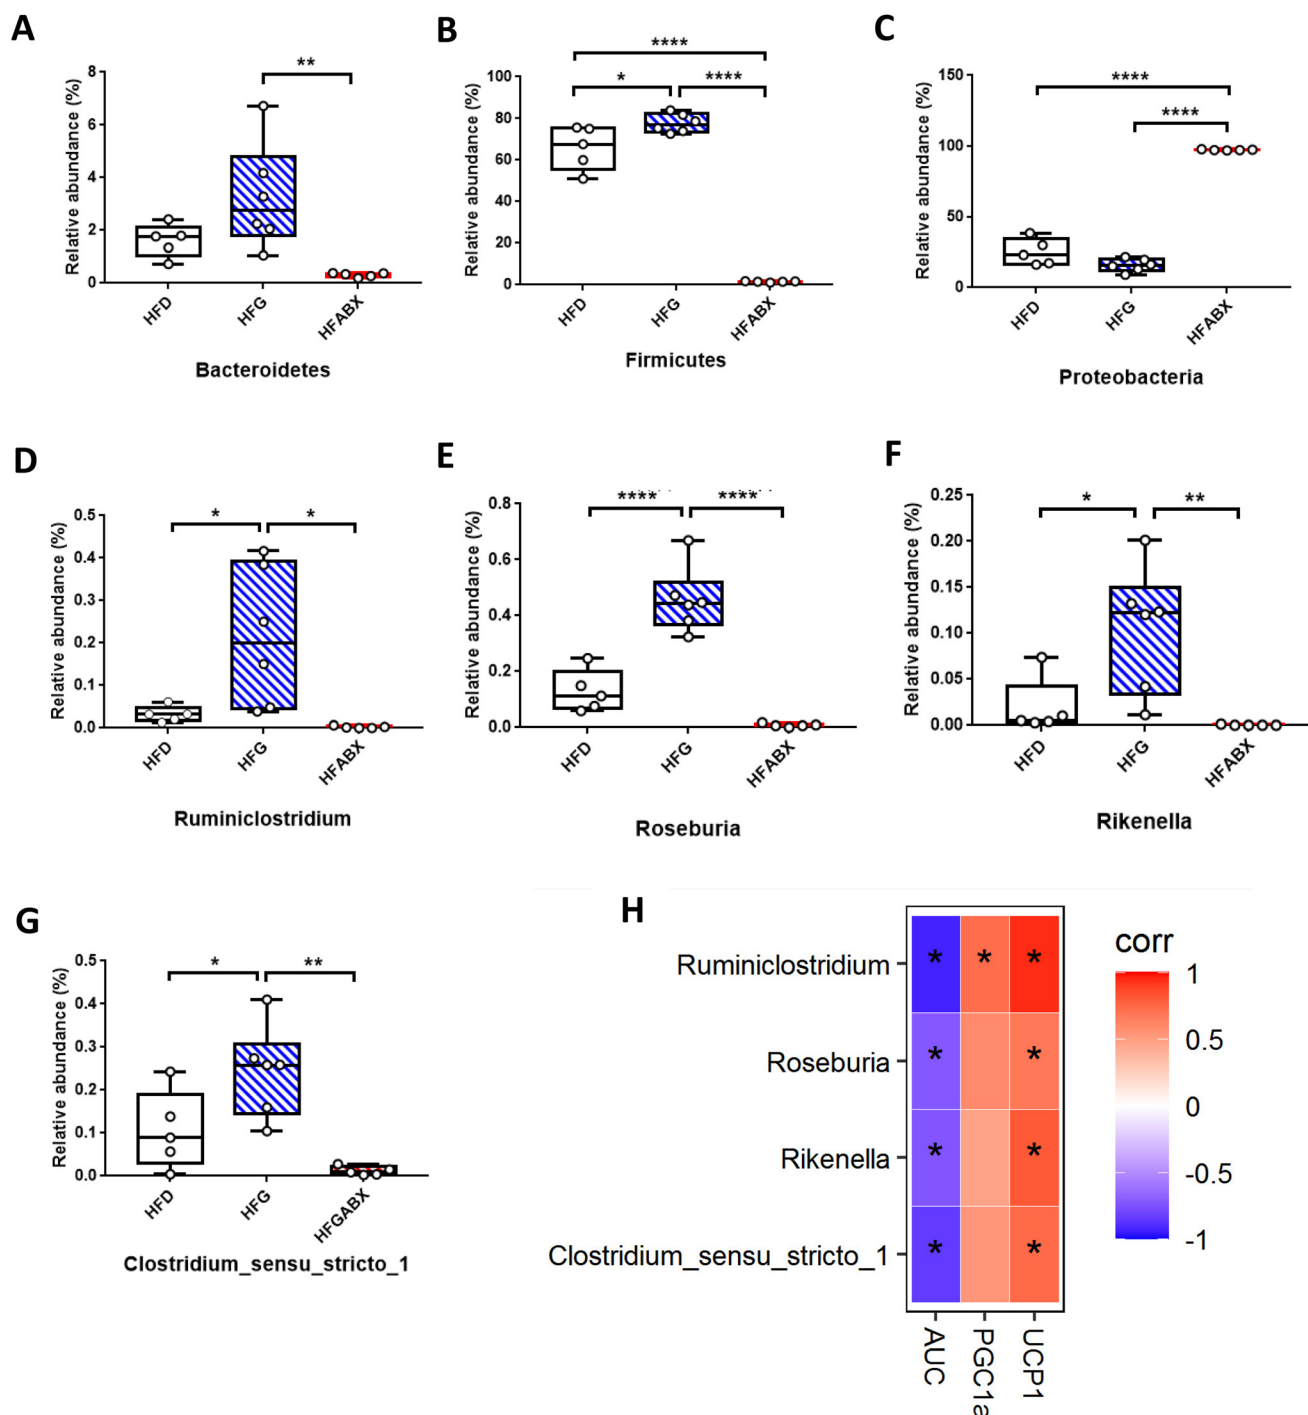 A
Relative abundance (%)
8
6
4
2
0
**
HFD
HFG
HFABX
Bacteroidetes
B
Relative abundance (%)
100
80
60
40
20
0
****
*
****
HFD
HFG
HFABX
Firmicutes
C
Relative abundance (%)
150
100
50
0
****
****
HFD
HFG
HFABX
Proteobacteria
D
Relative abundance (%)
0.5
0.4
0.3
0.2
0.1
0.0
*
*
HFD
HFG
HFABX
Ruminiclostridium
E
Relative abundance (%)
0.8
0.6
0.4
0.2
0.0
****
****
HFD
HFG
HFABX
Roseburia
F
Relative abundance (%)
0.25
0.20
0.15
0.10
0.05
0.00
*
**
HFD
HFG
HFABX
Rikenella
G
Relative abundance (%)
0.5
0.4
0.3
0.2
0.1
0.0
*
**
HFD
HFG
HFGABX
Clostridium_sensu_stricto_1
H
Ruminiclostridium
* * *
Roseburia
* *
Rikenella
* *
Clostridium_sensu_stricto_1
* *
AUC
PGC1a
UCP1
corr
1
0.5
0
-0.5
-1